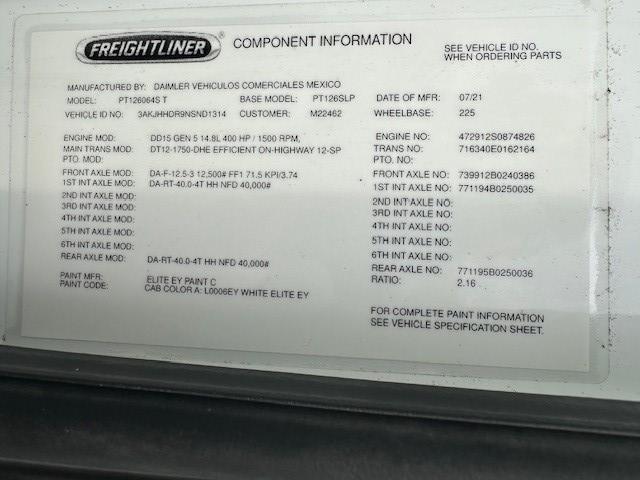 FREIGHTLINER® COMPONENT INFORMATION SEE VEHICLE ID NO.
WHEN ORDERING PARTS
MANUFACTURED BY: DAIMLER VEHICULOS COMERCIALES MEXICO
MODEL: PT126064S T BASE MODEL: PT126SLP DATE OF MFR: 07/21
VEHICLE ID NO: 3AKJHHDR9NSND1314 CUSTOMER: M22462 WHEELBASE: 225
ENGINE MOD: DD15 GEN 5 14.8L 400 HP / 1500 RPM, ENGINE NO: 472912S0874826
MAIN TRANS MOD: DT12-1750-DHE EFFICIENT ON-HIGHWAY 12-SP TRANS NO: 716340E0162164
PTO. MOD: PTO. NO:
FRONT AXLE MOD: DA-F-12.5-3 12,500# FF1 71.5 KPI/3.74 FRONT AXLE NO: 739912B0240386
1ST INT AXLE MOD: DA-RT-40.0-4T HH NFD 40,000# 1ST INT AXLE NO: 771194B0250035
2ND INT AXLE MOD: 2ND INT AXLE NO:
3RD INT AXLE MOD: 3RD INT AXLE NO:
4TH INT AXLE MOD: 4TH INT AXLE NO:
5TH INT AXLE MOD: 5TH INT AXLE NO:
6TH INT AXLE MOD: 6TH INT AXLE NO:
REAR AXLE MOD: DA-RT-40.0-4T HH NFD 40,000# REAR AXLE NO: 771195B0250036
RATIO: 2.16
PAINT MFR: ELITE EY PAINT C
PAINT CODE: CAB COLOR A: L0006EY WHITE ELITE EY
FOR COMPLETE PAINT INFORMATION
SEE VEHICLE SPECIFICATION SHEET.